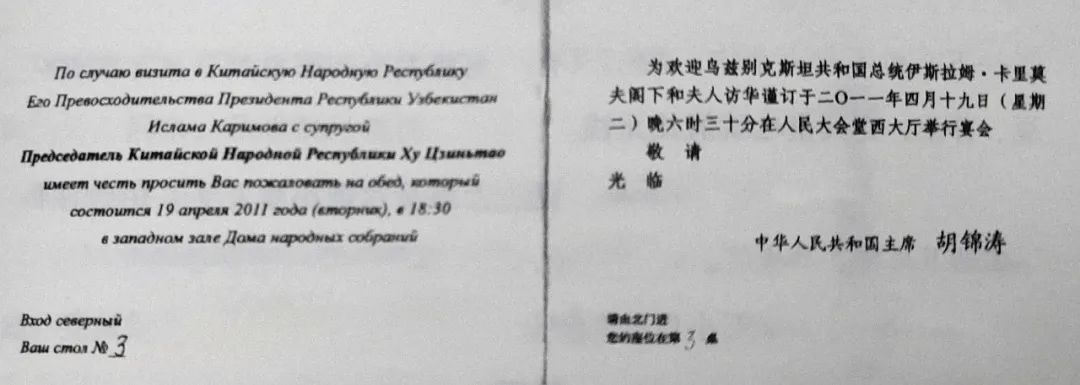 По случаю визита в Китайскую Народную Республику
Его Превосходительства Президента Республики Узбекистан
Ислама Каримова с супругой
Председатель Китайской Народной Республики Ху Цзиньтао
имеет честь просить Вас пожаловать на обед, который
состоится 19 апреля 2011 года (вторник), в 18:30
в западном зале Дома народных собраний
Вход северный
Ваш стол № 3
为欢迎乌兹别克斯坦共和国总统伊斯拉姆·卡里莫
夫阁下和夫人访华谨订于二〇一一年四月十九日（星期
二）晚六时三十分在人民大会堂西大厅举行宴会
敬 请
光 临
中华人民共和国主席 胡锦涛
请由北门进
您的座位在第 3 桌